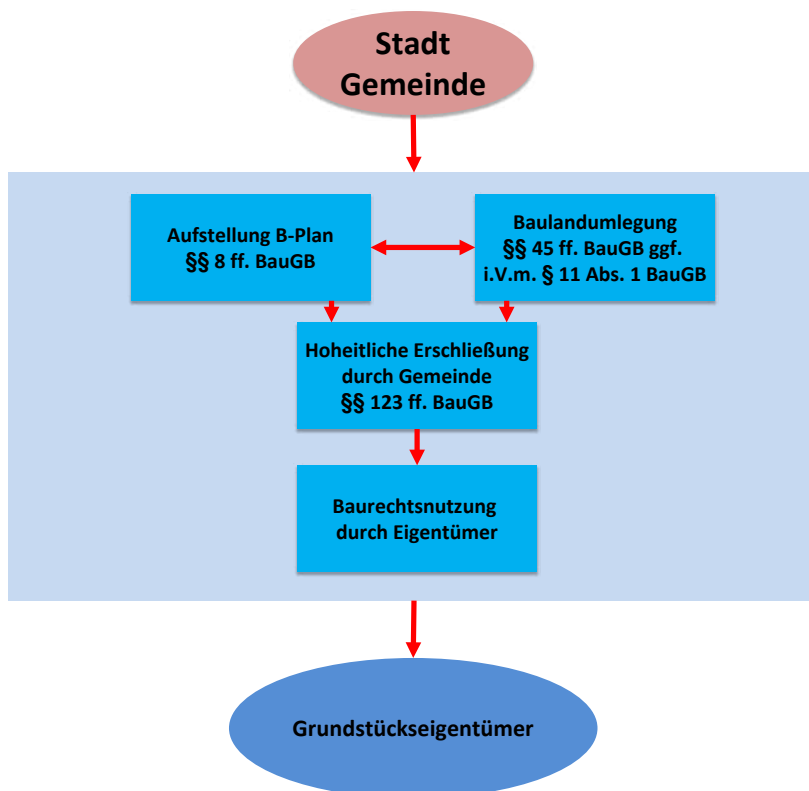 Stadt
Gemeinde
Aufstellung B-Plan
§§ 8 ff. BauGB
Baulandumlegung
§§ 45 ff. BauGB ggf.
i.V.m. § 11 Abs. 1 BauGB
Hoheitliche Erschließung
durch Gemeinde
§§ 123 ff. BauGB
Baurechtsnutzung
durch Eigentümer
Grundstückseigentümer